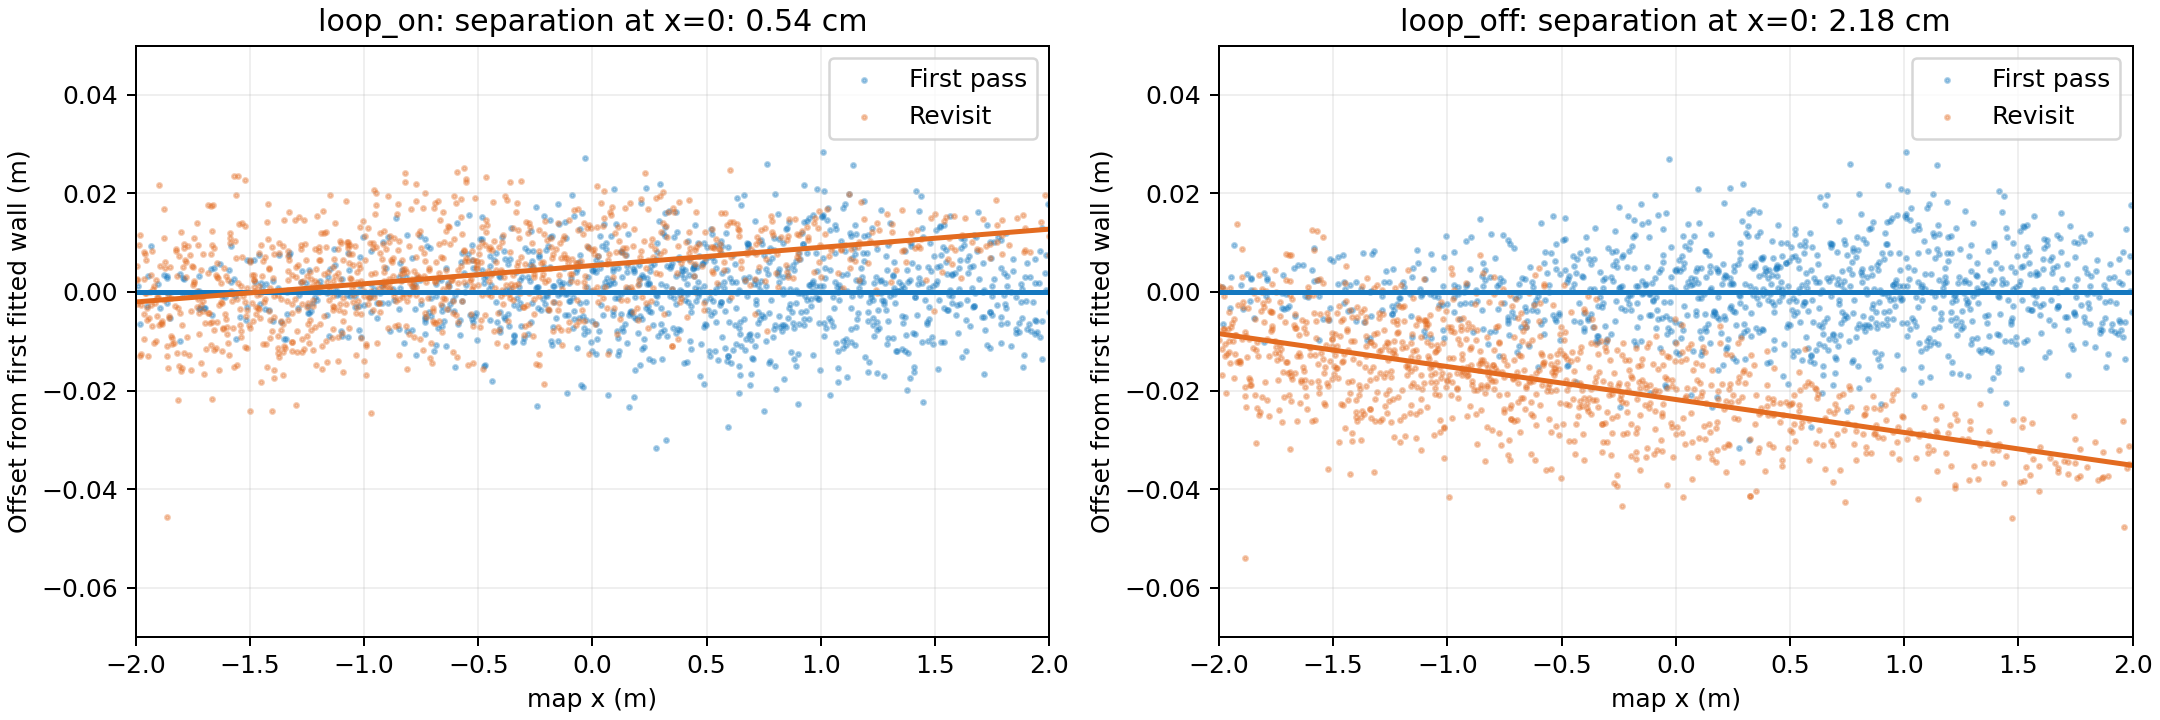 loop_on: separation at x=0: 0.54 cm
Offset from first fitted wall (m)
0.04
0.02
0.00
−0.02
−0.04
−0.06
First pass
Revisit
−2.0 −1.5 −1.0 −0.5 0.0 0.5 1.0 1.5 2.0
map x (m)
loop_off: separation at x=0: 2.18 cm
Offset from first fitted wall (m)
0.04
0.02
0.00
−0.02
−0.04
−0.06
First pass
Revisit
−2.0 −1.5 −1.0 −0.5 0.0 0.5 1.0 1.5 2.0
map x (m)